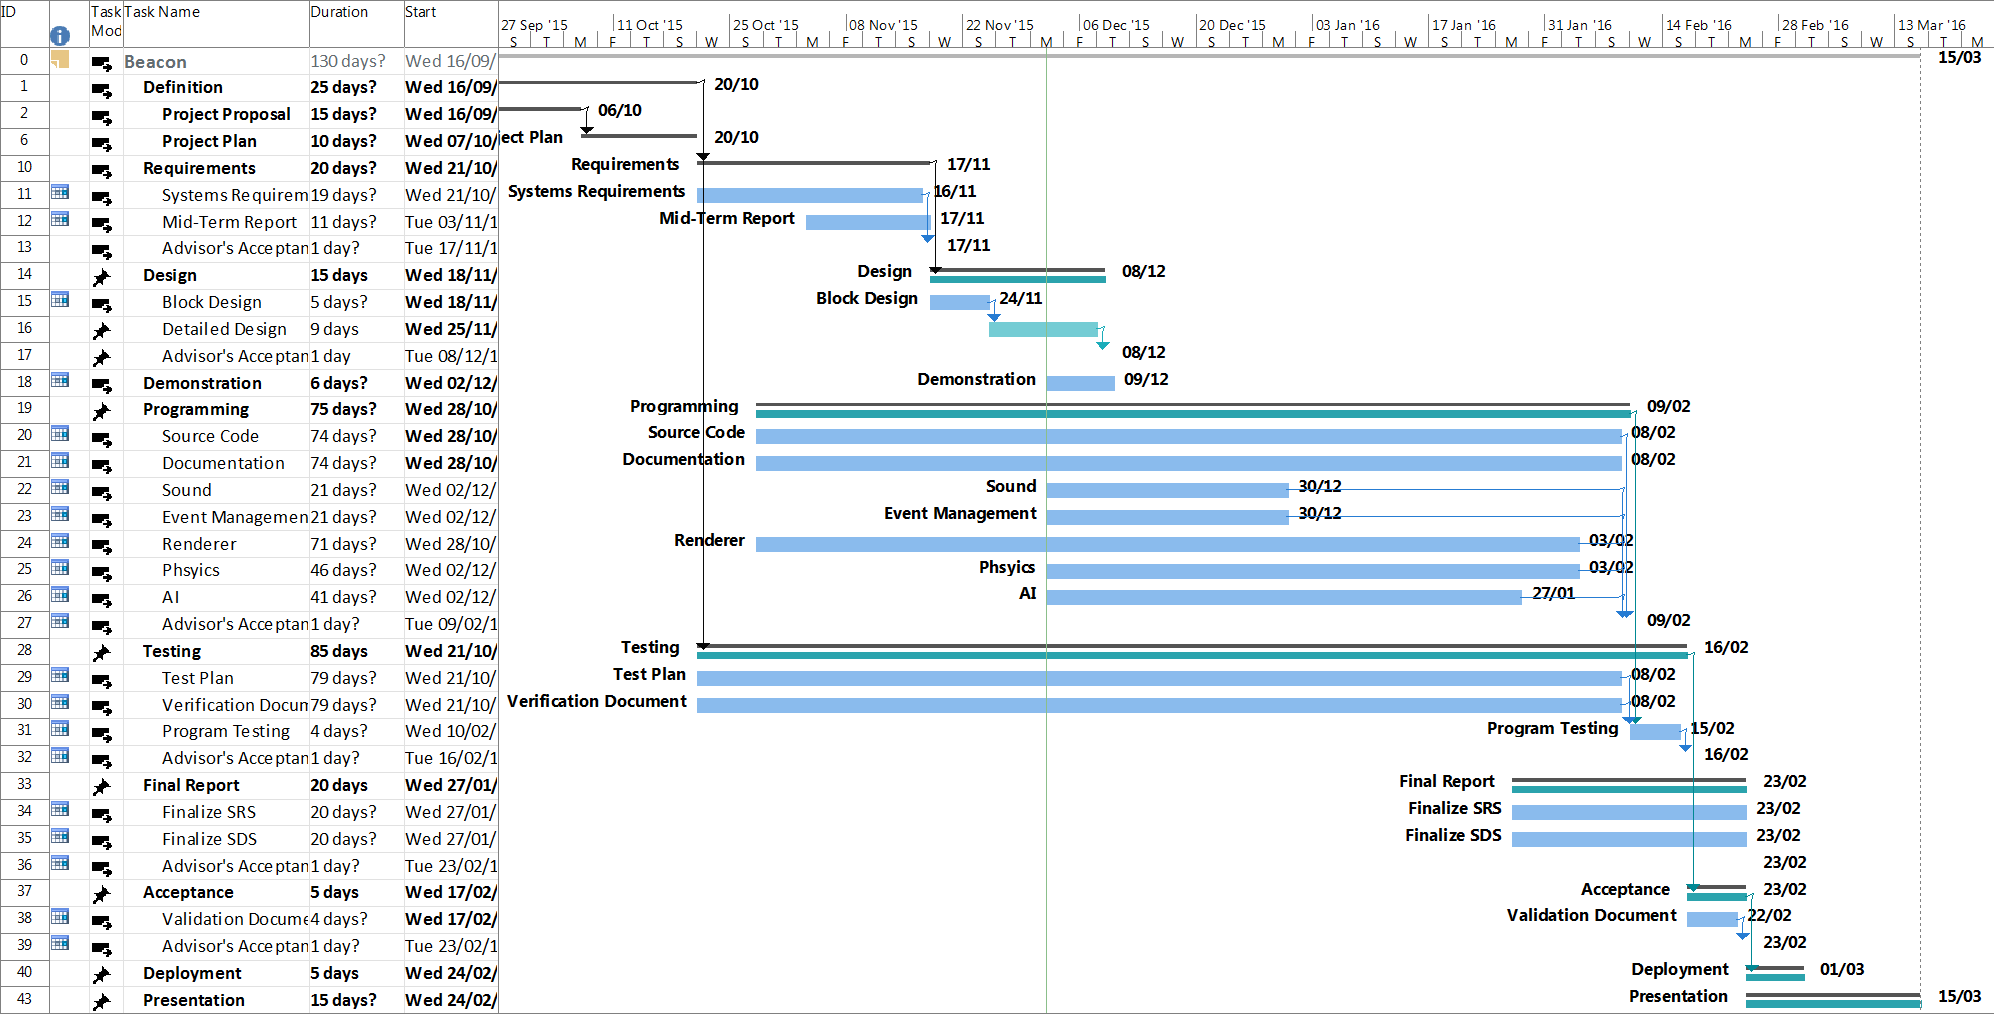 ID Task Mod Task Name Duration Start 27 Sep '15 11 Oct '15 25 Oct '15 08 Nov '15 22 Nov '15 06 Dec '15 20 Dec '15 03 Jan '16 17 Jan '16 31 Jan '16 14 Feb '16 28 Feb '16 13 Mar '16
S T M F T S W S T M F T S W S T M F T S W S T M F T S W S T M F T S W S T M F T S W S T M
0 Beacon 130 days? Wed 16/09/ 15/03
1 Definition 25 days? Wed 16/09/ 20/10
2 Project Proposal 15 days? Wed 16/09/ 06/10
6 Project Plan 10 days? Wed 07/10/ ject Plan 20/10
10 Requirements 20 days? Wed 21/10/ Requirements 17/11
11 Systems Requirem 19 days? Wed 21/10/ Systems Requirements 16/11
12 Mid-Term Report 11 days? Tue 03/11/1 Mid-Term Report 17/11
13 Advisor's Acceptan 1 day? Tue 17/11/1 17/11
14 Design 15 days Wed 18/11/ Design 08/12
15 Block Design 5 days? Wed 18/11/ Block Design 24/11
16 Detailed Design 9 days Wed 25/11/
17 Advisor's Acceptan 1 day Tue 08/12/1 08/12
18 Demonstration 6 days? Wed 02/12/ Demonstration 09/12
19 Programming 75 days? Wed 28/10/ Programming 09/02
20 Source Code 74 days? Wed 28/10/ Source Code 08/02
21 Documentation 74 days? Wed 28/10/ Documentation 08/02
22 Sound 21 days? Wed 02/12/ Sound 30/12
23 Event Managemen 21 days? Wed 02/12/ Event Management 30/12
24 Renderer 71 days? Wed 28/10/ Renderer 03/02
25 Phsyics 46 days? Wed 02/12/ Phsyics 03/02
26 AI 41 days? Wed 02/12/ AI 27/01
27 Advisor's Acceptan 1 day? Tue 09/02/1 09/02
28 Testing 85 days Wed 21/10/ Testing 16/02
29 Test Plan 79 days? Wed 21/10/ Test Plan 08/02
30 Verification Docum 79 days? Wed 21/10/ Verification Document 08/02
31 Program Testing 4 days? Wed 10/02/ Program Testing 15/02
32 Advisor's Acceptan 1 day? Tue 16/02/1 16/02
33 Final Report 20 days Wed 27/01/ Final Report 23/02
34 Finalize SRS 20 days? Wed 27/01/ Finalize SRS 23/02
35 Finalize SDS 20 days? Wed 27/01/ Finalize SDS 23/02
36 Advisor's Acceptan 1 day? Tue 23/02/1 23/02
37 Acceptance 5 days Wed 17/02/ Acceptance 23/02
38 Validation Docume 4 days? Wed 17/02/ Validation Document 22/02
39 Advisor's Acceptan 1 day? Tue 23/02/1 23/02
40 Deployment 5 days Wed 24/02/ Deployment 01/03
43 Presentation 15 days? Wed 24/02/ Presentation 15/03